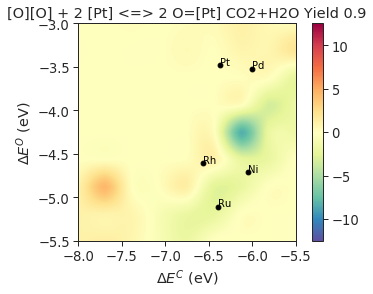 [O][O] + 2 [Pt] <=> 2 O=[Pt] CO2+H2O Yield 0.9
−3.0
−3.5
−4.0
−4.5
−5.0
−5.5
ΔE^O (eV)
Pt
Pd
Rh
Ni
Ru
−8.0 −7.5 −7.0 −6.5 −6.0 −5.5
ΔE^C (eV)
10
5
0
−5
−10